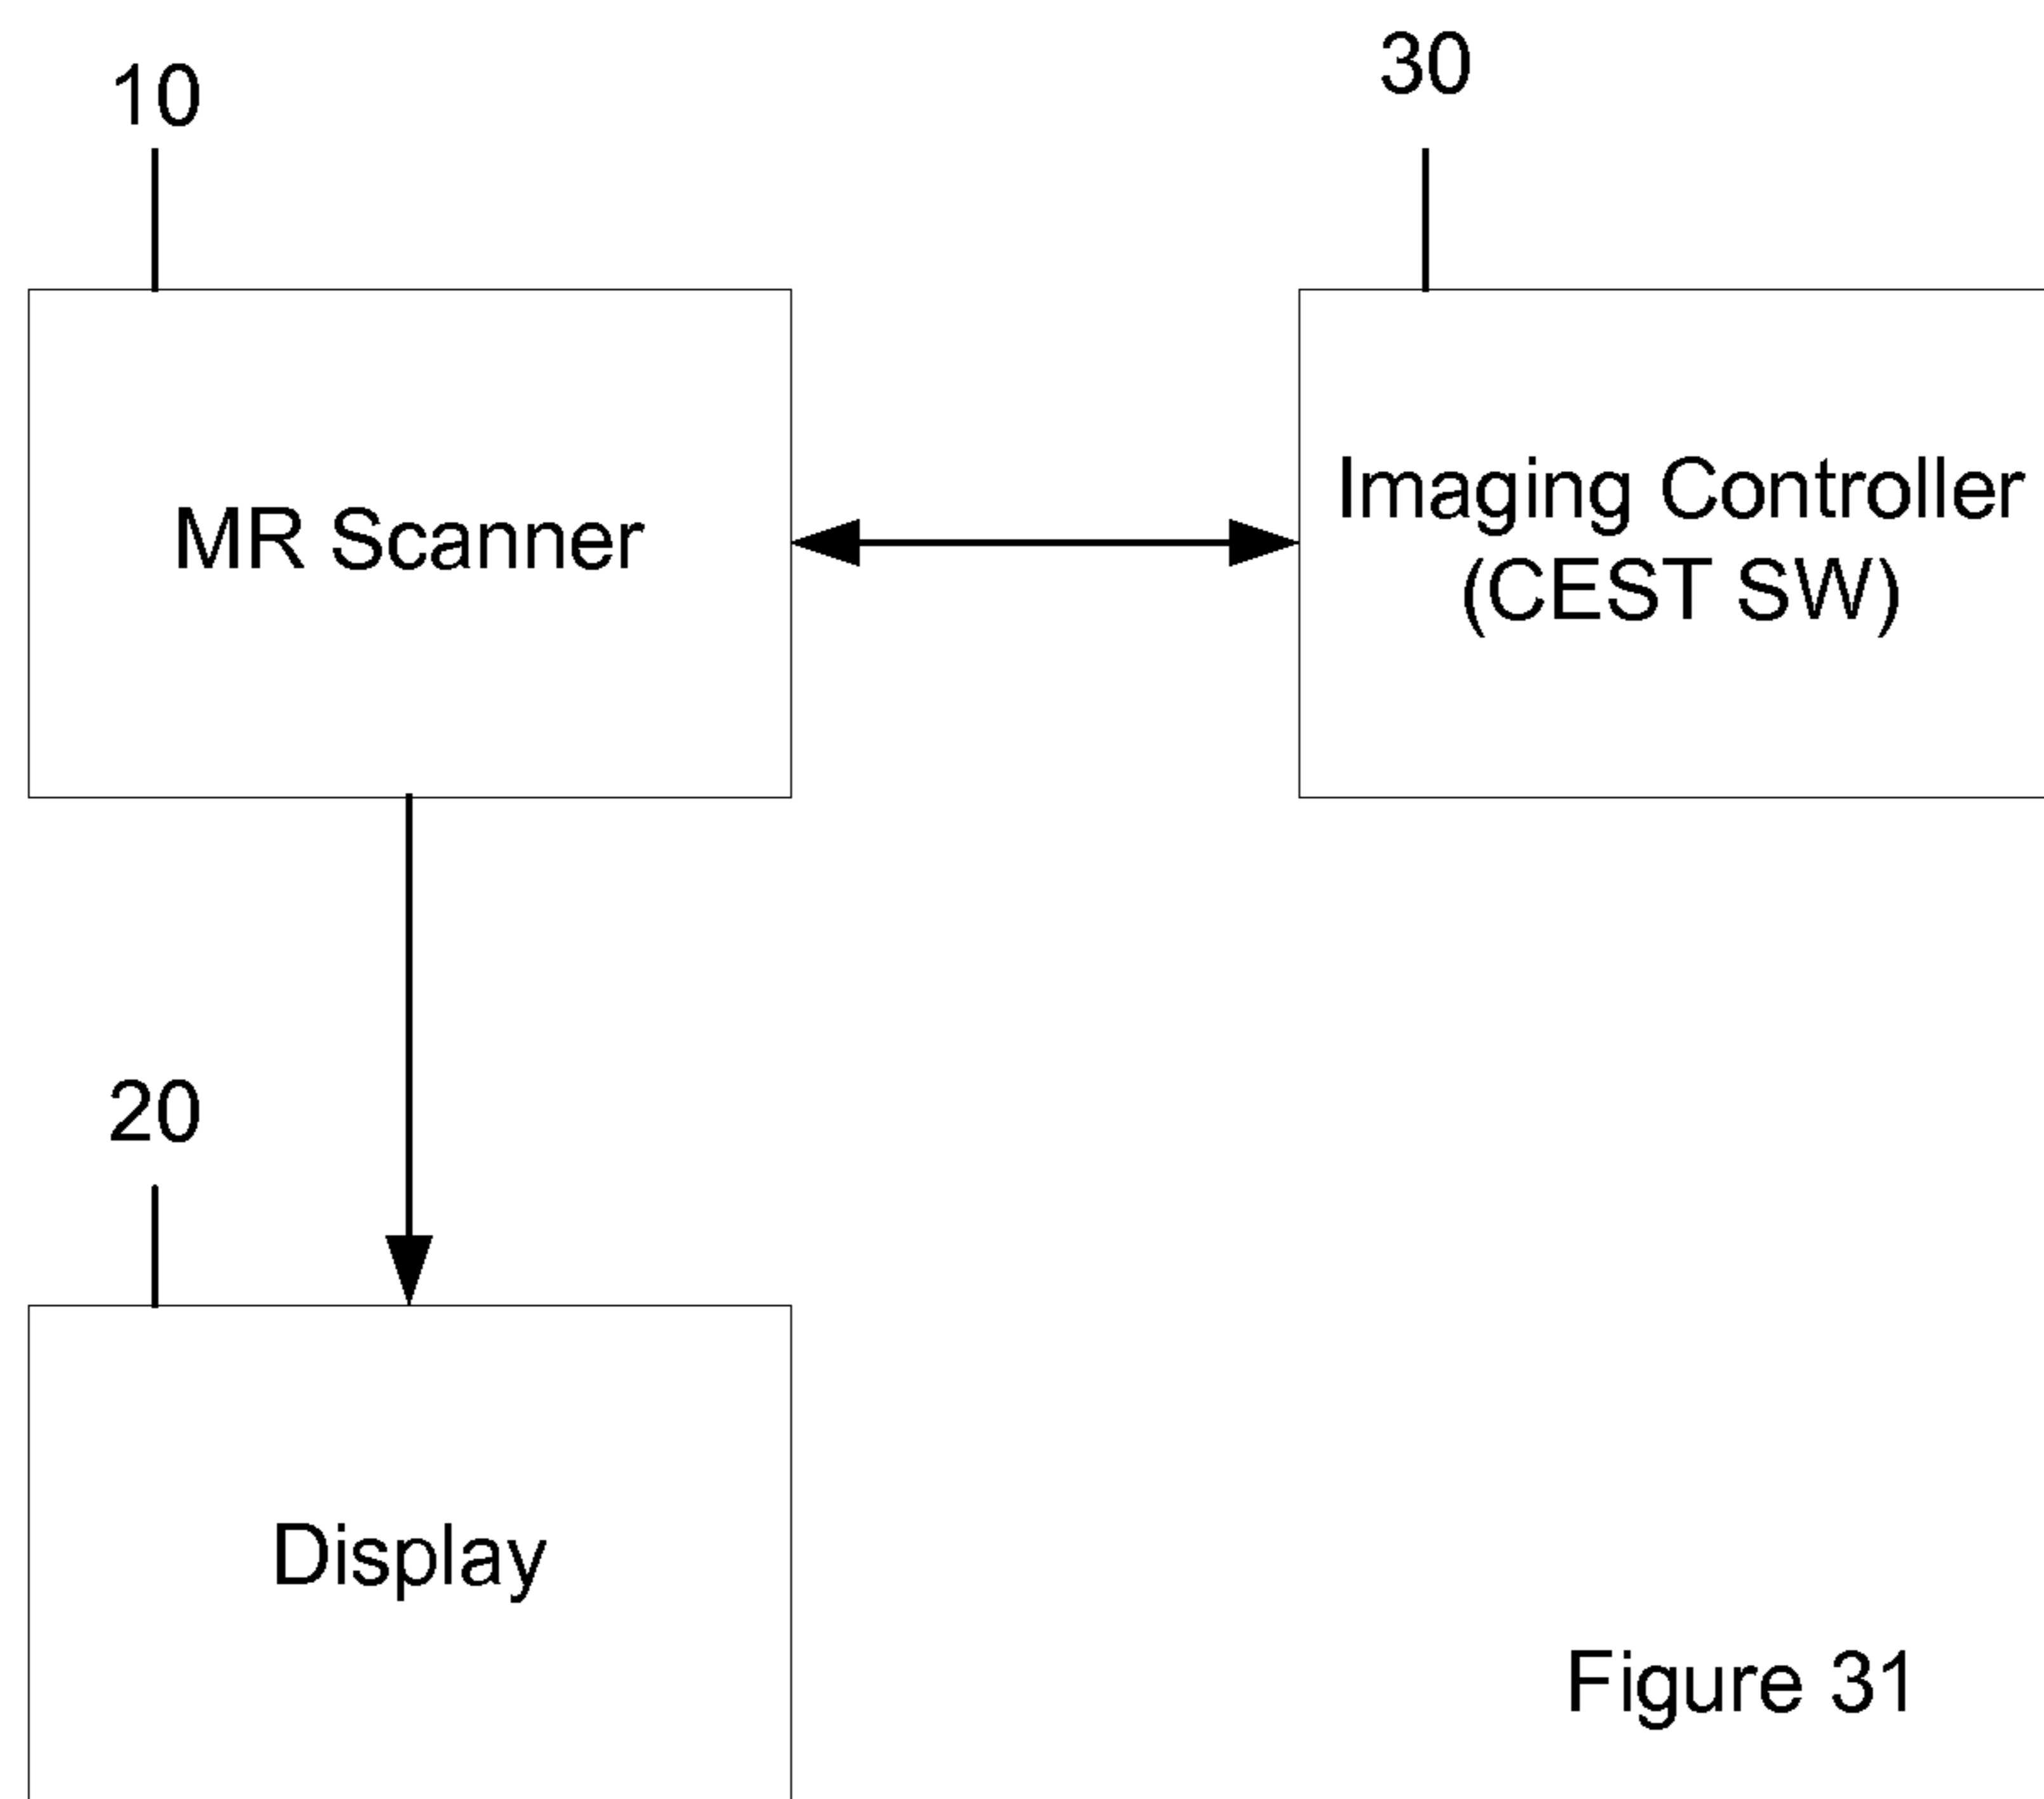 10
30
MR Scanner
Imaging Controller
(CEST SW)
20
Display
Figure 31